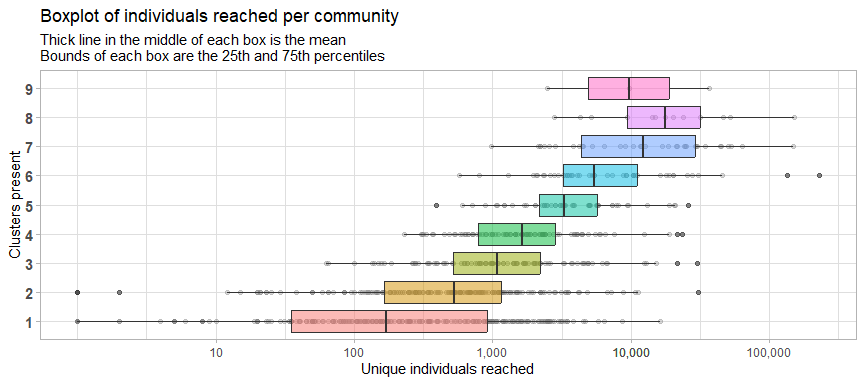 Boxplot of individuals reached per community
Thick line in the middle of each box is the mean
Bounds of each box are the 25th and 75th percentiles
Clusters present
9
8
7
6
5
4
3
2
1
10
100
1,000
10,000
100,000
Unique individuals reached